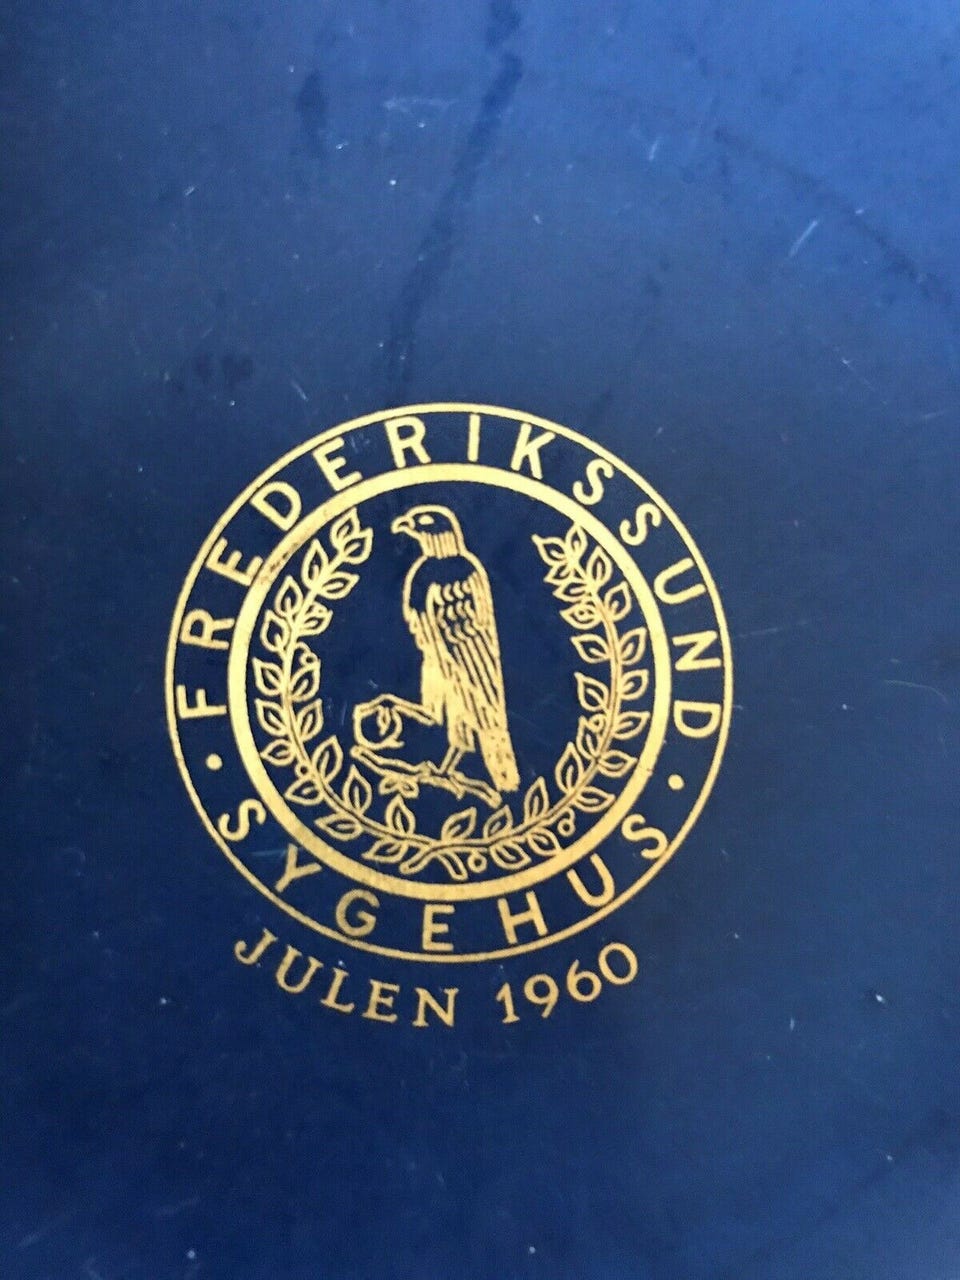 FREDERIKSSUND
· SYGEHUS ·
JULEN 1960